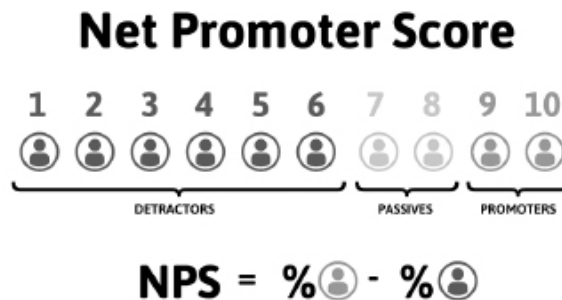 Net Promoter Score
1 2 3 4 5 6 7 8 9 10
DETRACTORS PASSIVES PROMOTERS
NPS = % - %